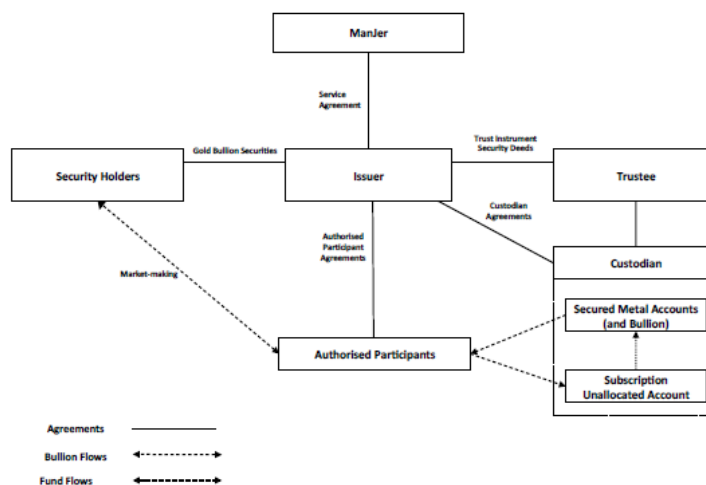 ManJer
Service
Agreement
Gold Bullion Securities
Trust Instrument
Security Deeds
Security Holders
Issuer
Trustee
Custodian
Agreements
Authorised
Participant
Agreements
Custodian
Market-making
Secured Metal Accounts
(and Bullion)
Authorised Participants
Subscription
Unallocated Account
Agreements
Bullion Flows
Fund Flows